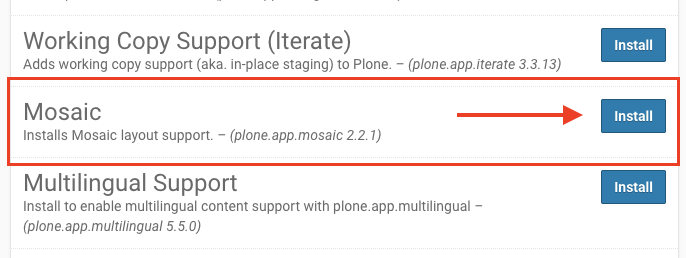 Working Copy Support (Iterate)
Install
Adds working copy support (aka. in-place staging) to Plone. – (plone.app.iterate 3.3.13)
Mosaic
Install
Installs Mosaic layout support. – (plone.app.mosaic 2.2.1)
Multilingual Support
Install
Install to enable multilingual content support with plone.app.multilingual –
(plone.app.multilingual 5.5.0)